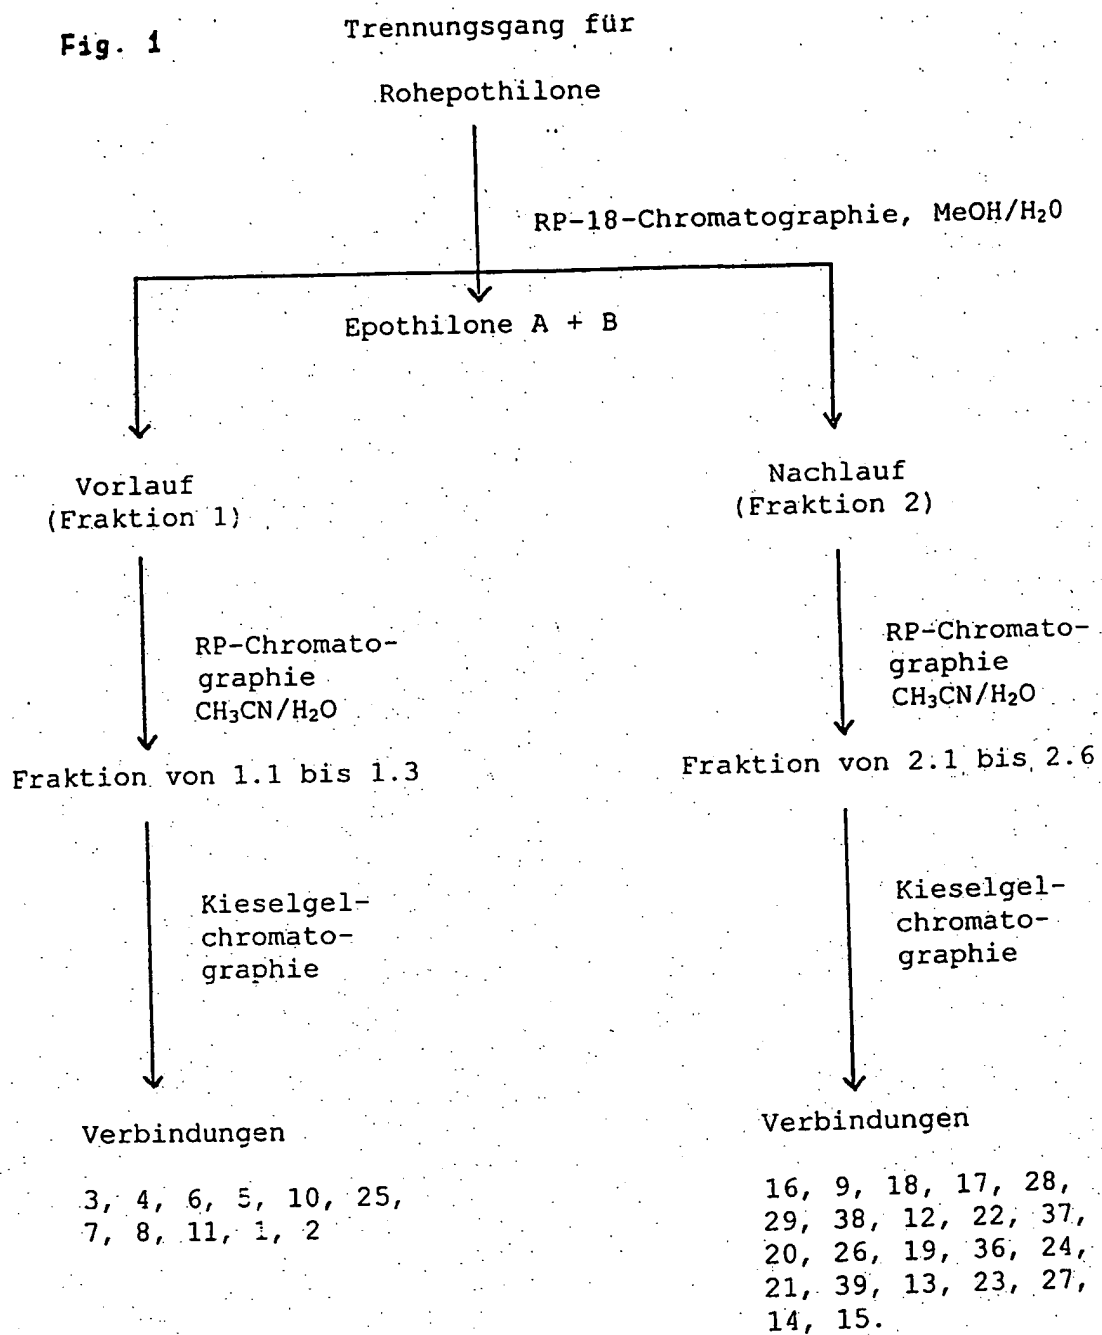 Fig. 1
Trennungsgang für
Rohepothilone
RP-18-Chromatographie, MeOH/H₂O
Epothilone A + B
Vorlauf
(Fraktion 1)
RP-Chromato-
graphie
CH₃CN/H₂O
Fraktion von 1.1 bis 1.3
Kieselgel-
chromato-
graphie
Verbindungen
3, 4, 6, 5, 10, 25,
7, 8, 11, 1, 2
Nachlauf
(Fraktion 2)
RP-Chromato-
graphie
CH₃CN/H₂O
Fraktion von 2.1 bis 2.6
Kieselgel-
chromato-
graphie
Verbindungen
16, 9, 18, 17, 28,
29, 38, 12, 22, 37,
20, 26, 19, 36, 24,
21, 39, 13, 23, 27,
14, 15.